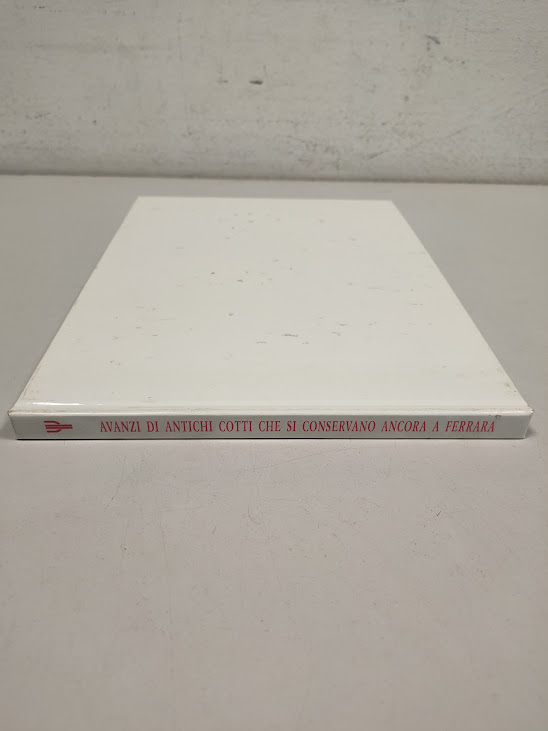 AVANZI DI ANTICHI COTTI CHE SI CONSERVANO ANCORA A FERRARA